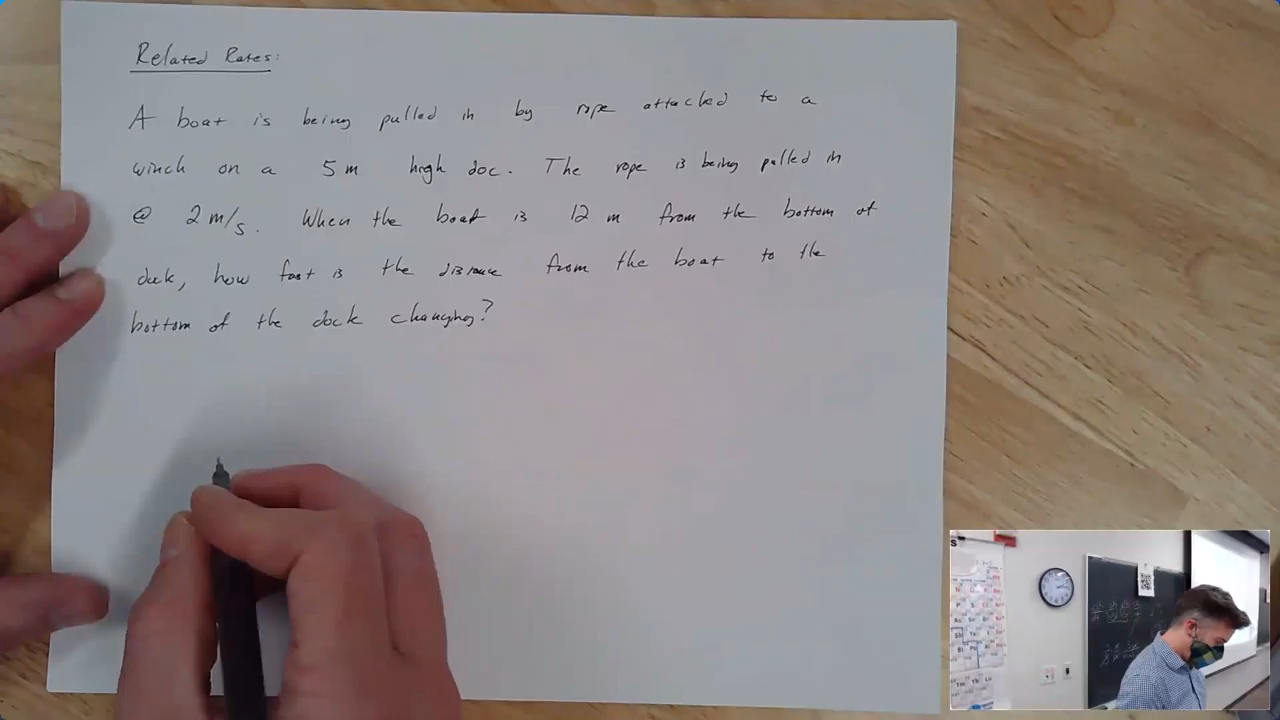 Related Rates:
A boat is being pulled in by rope attached to a
winch on a 5 m high doc. The rope is being pulled in
@ 2 m/s. When the boat is 12 m from the bottom of
dock, how fast is the distance from the boat to the
bottom of the dock changing?